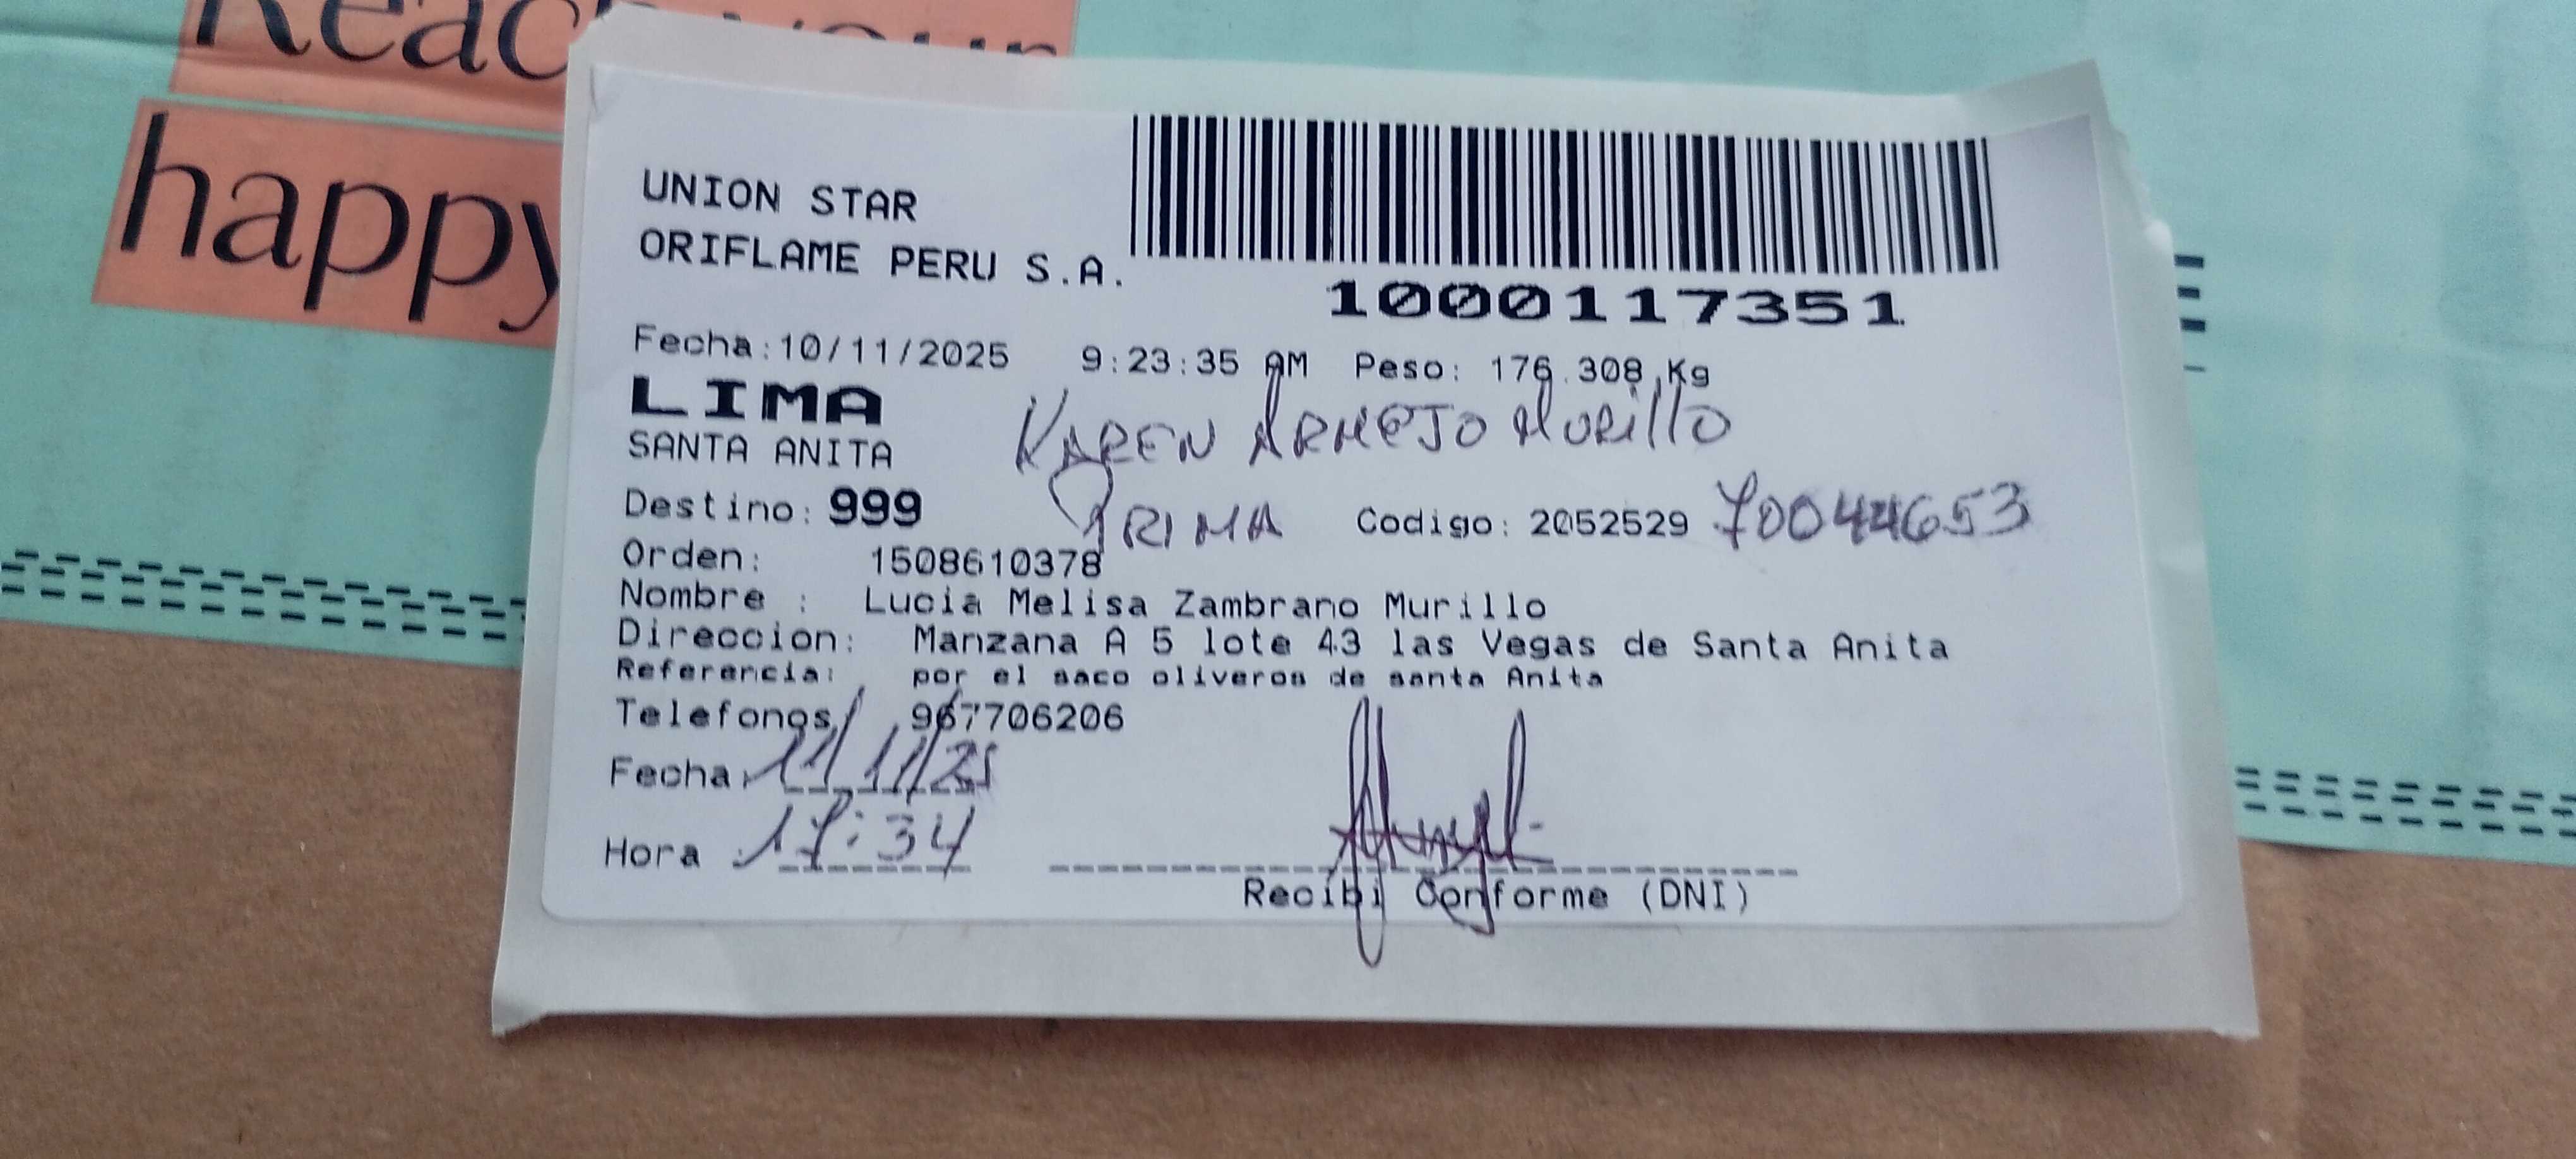 Reach your
happy
UNION STAR
ORIFLAME PERU S.A.
1000117351
Fecha:10/11/2025 9:23:35 AM Peso: 176.308 Kg
LIMA
SANTA ANITA
KAREN ARMEJO MURILLO
Destino: 999
PRIMA
Codigo: 2052529 70044653
Orden: 1508610378
Nombre : Lucia Melisa Zambrano Murillo
Direccion: Manzana A 5 lote 43 las Vegas de Santa Anita
Referencia: por el saco oliveros de santa Anita
Telefonos 967706206
Fecha: 11/11/25
Hora : 17:34
Recibi Conforme (DNI)